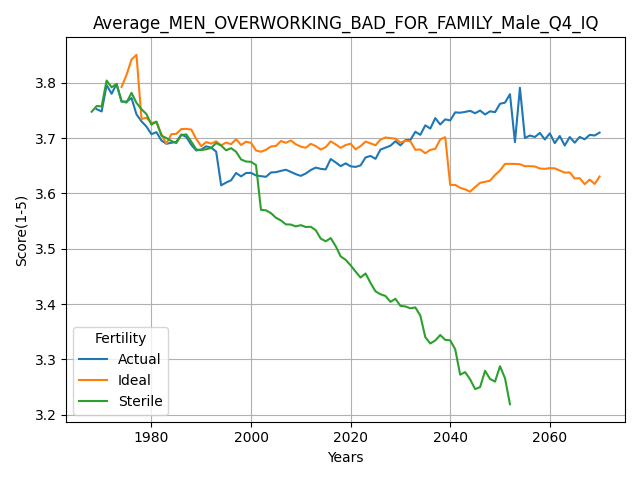 Average_MEN_OVERWORKING_BAD_FOR_FAMILY_Male_Q4_IQ
Score(1-5)
3.8
3.7
3.6
3.5
3.4
3.3
3.2
Fertility
Actual
Ideal
Sterile
1980
2000
2020
2040
2060
Years